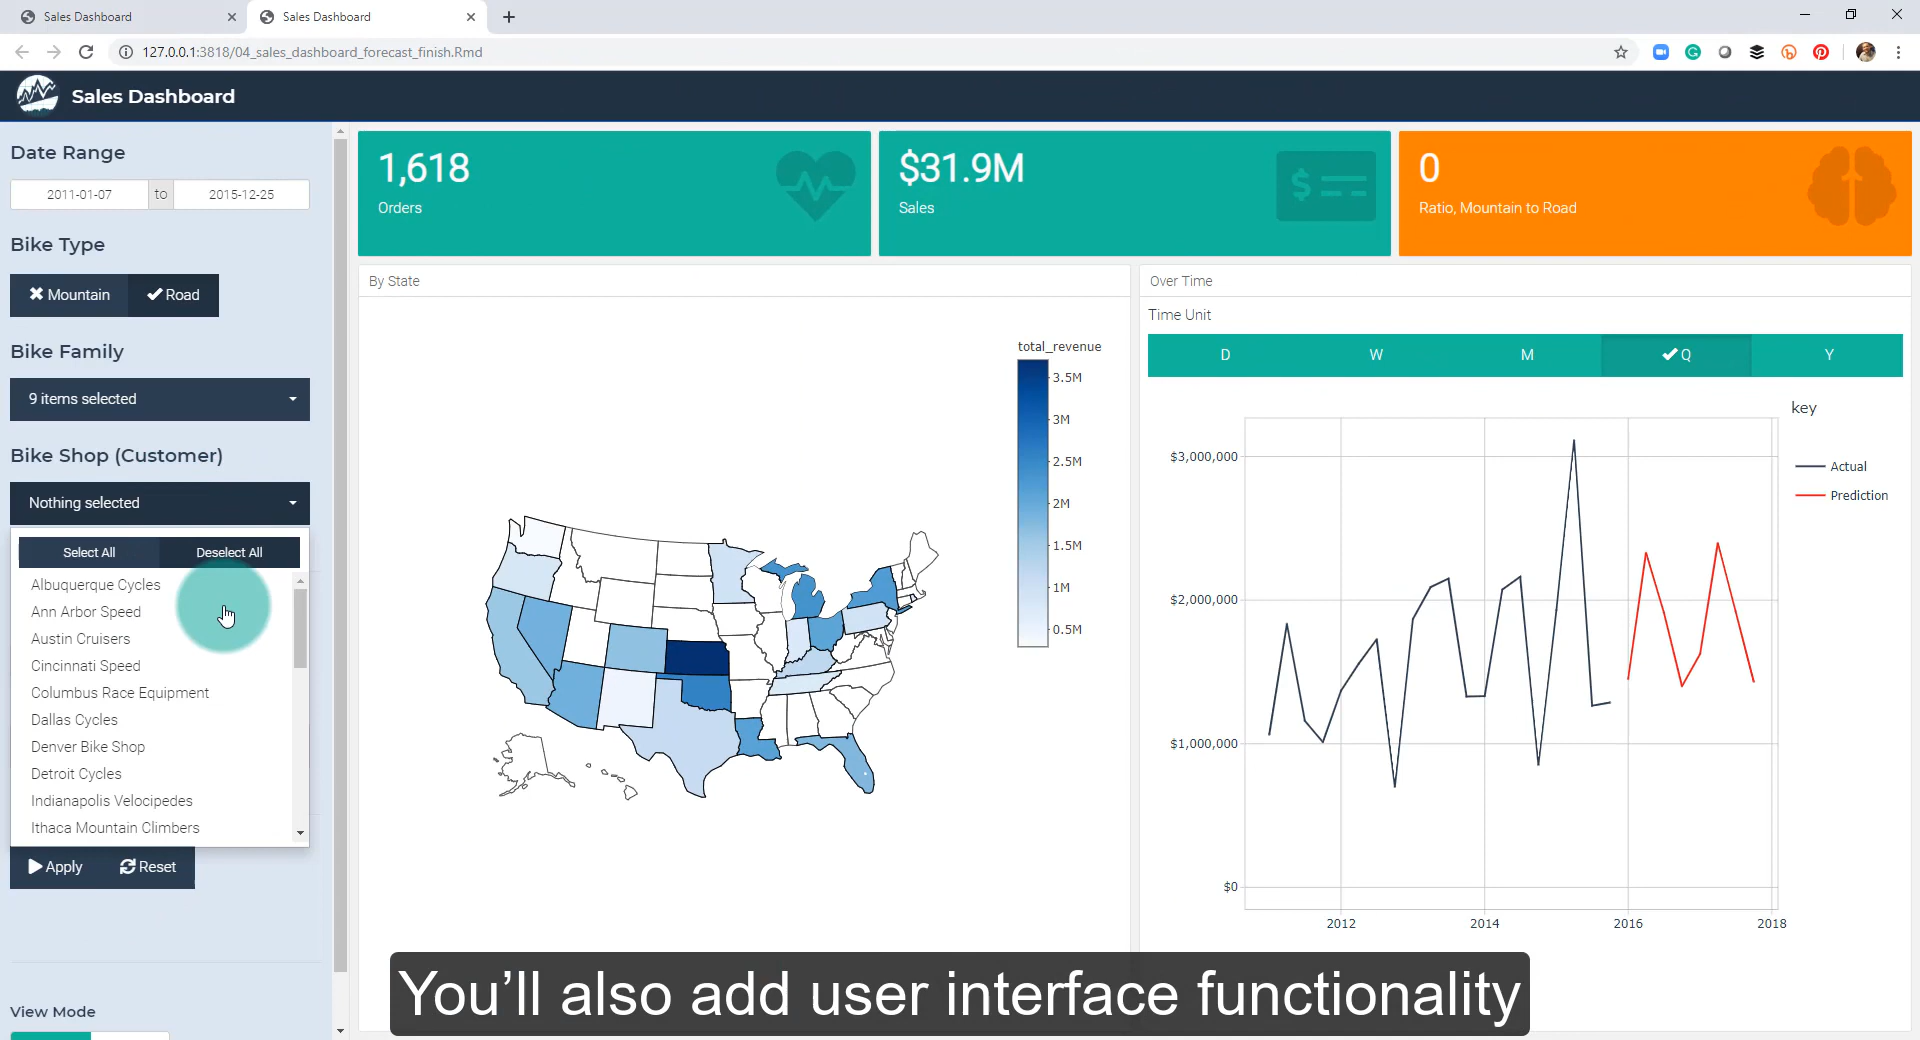 Sales Dashboard
Sales Dashboard
127.0.0.1:3818/04_sales_dashboard_forecast_finish.Rmd
Sales Dashboard
Date Range
2011-01-07 to 2015-12-25
Bike Type
Mountain Road
Bike Family
9 items selected
Bike Shop (Customer)
Nothing selected
Select All Deselect All
Albuquerque Cycles
Ann Arbor Speed
Austin Cruisers
Cincinnati Speed
Columbus Race Equipment
Dallas Cycles
Denver Bike Shop
Detroit Cycles
Indianapolis Velocipedes
Ithaca Mountain Climbers
Apply Reset
View Mode
1,618
Orders
$31.9M
Sales
0
Ratio, Mountain to Road
By State
total_revenue
3.5M
3M
2.5M
2M
1.5M
1M
0.5M
Over Time
Time Unit
D W M Q Y
key
Actual
Prediction
$3,000,000
$2,000,000
$1,000,000
$0
2012 2014 2016 2018
You’ll also add user interface functionality